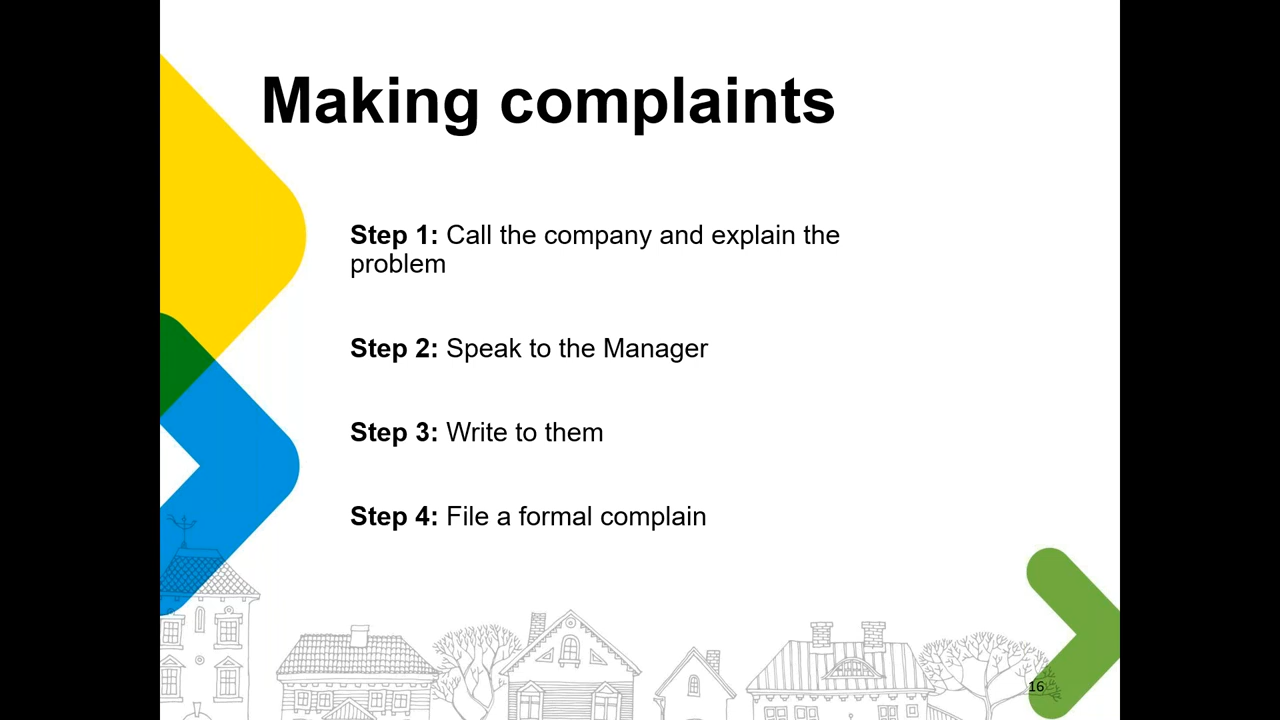 Making complaints
Step 1: Call the company and explain the
problem
Step 2: Speak to the Manager
Step 3: Write to them
Step 4: File a formal complain
16